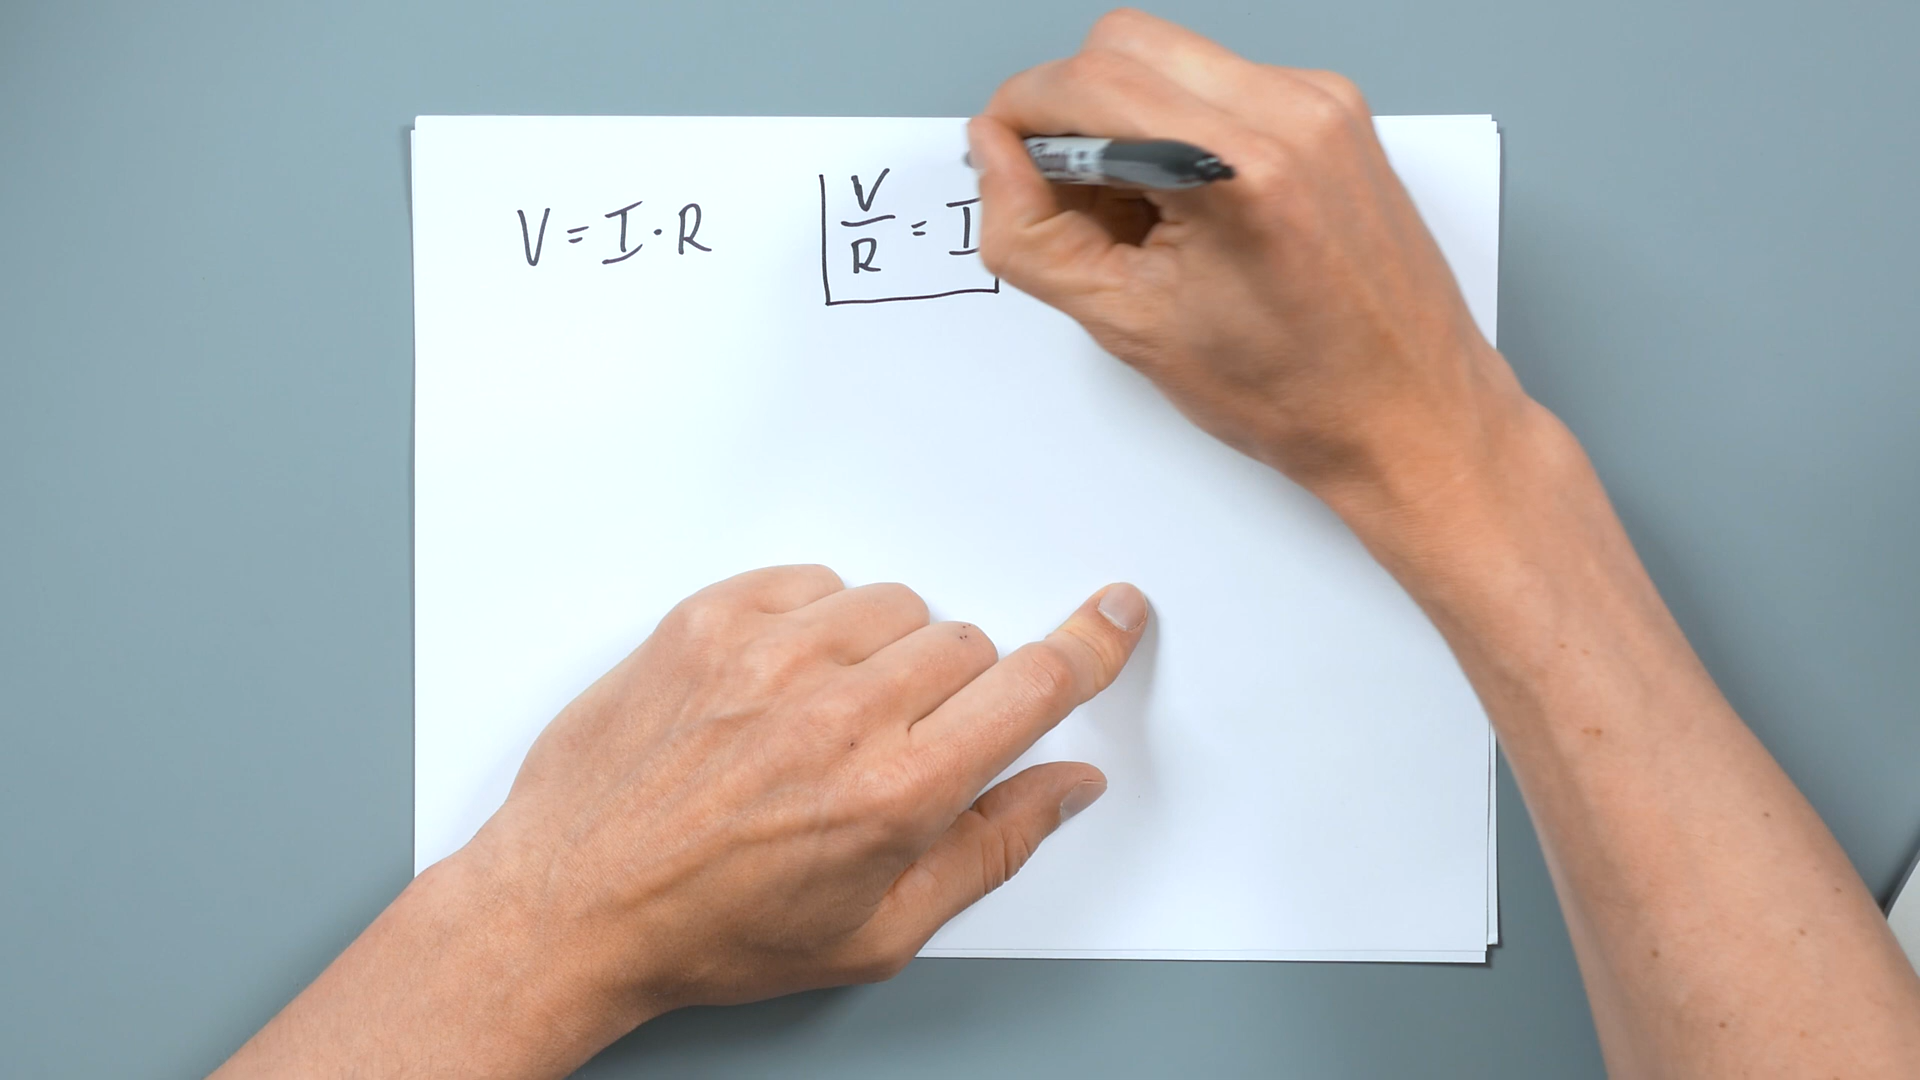 V = I · R
V/R = I